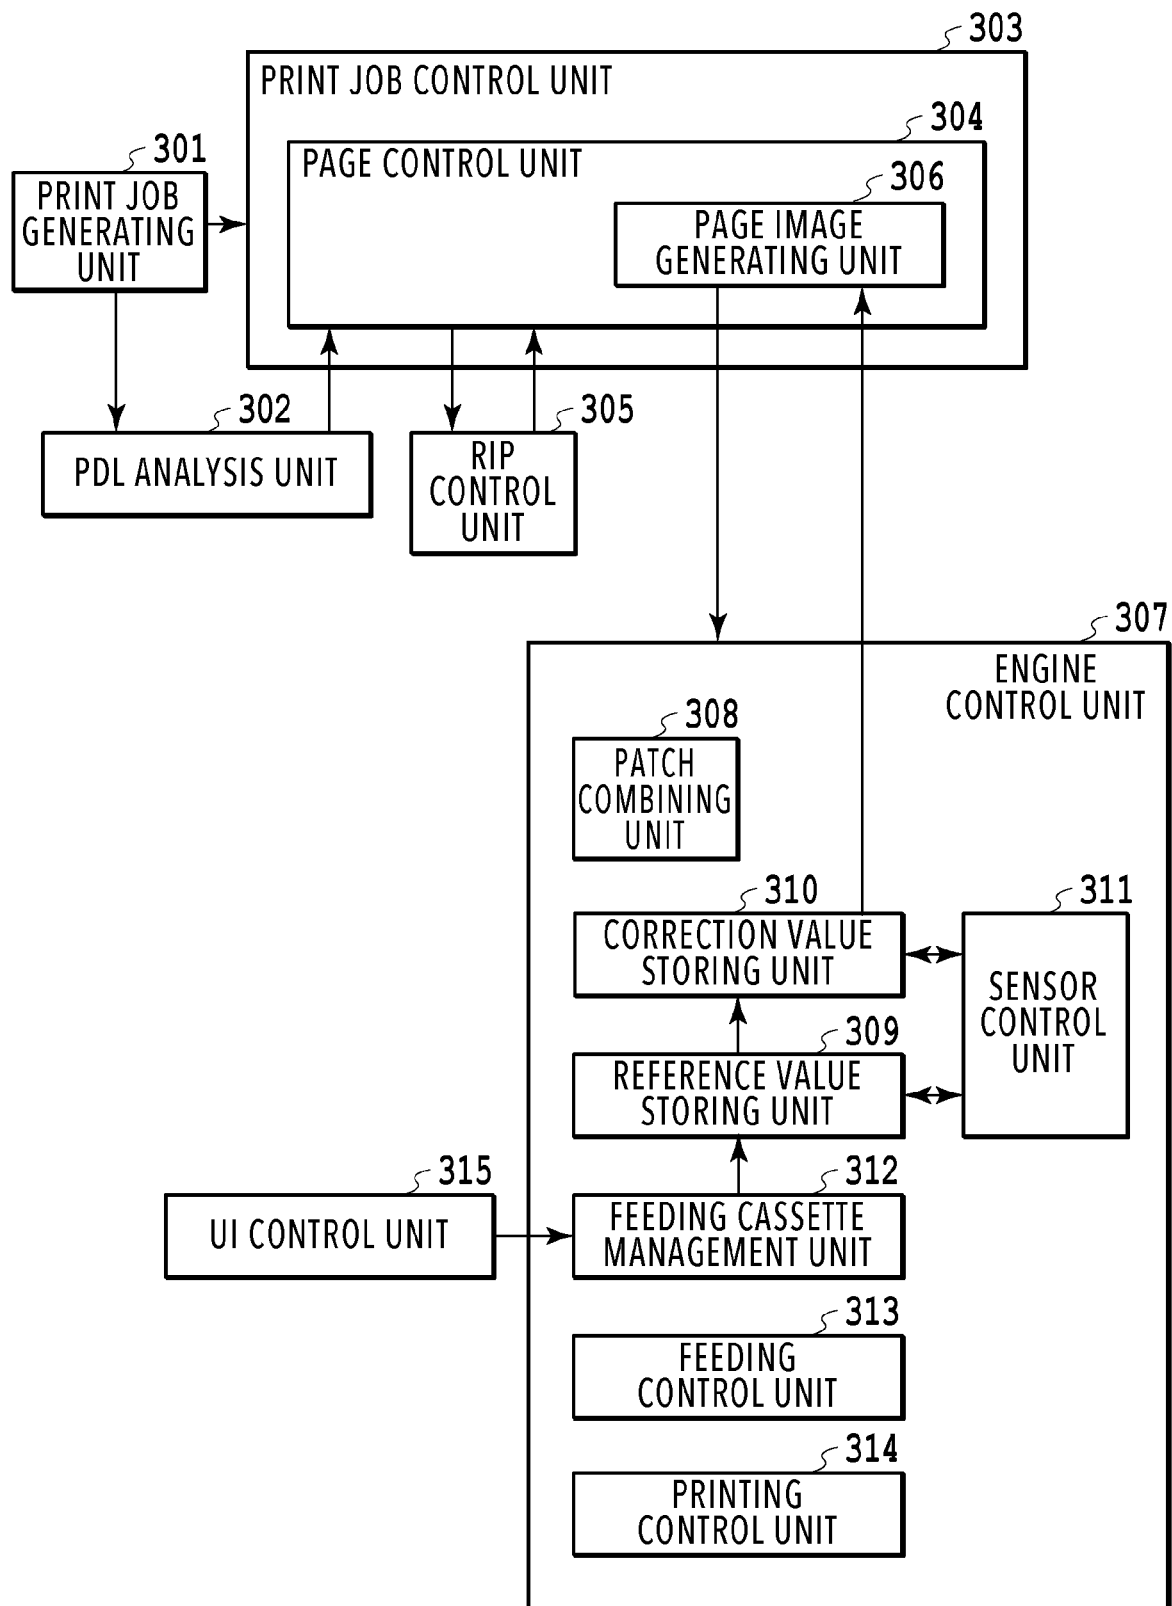 303
PRINT JOB CONTROL UNIT
304
PAGE CONTROL UNIT
301
PRINT JOB
GENERATING
UNIT
306
PAGE IMAGE
GENERATING UNIT
302
PDL ANALYSIS UNIT
305
RIP
CONTROL
UNIT
307
ENGINE
CONTROL UNIT
308
PATCH
COMBINING
UNIT
310
CORRECTION VALUE
STORING UNIT
311
SENSOR
CONTROL
UNIT
309
REFERENCE VALUE
STORING UNIT
315
UI CONTROL UNIT
312
FEEDING CASSETTE
MANAGEMENT UNIT
313
FEEDING
CONTROL UNIT
314
PRINTING
CONTROL UNIT